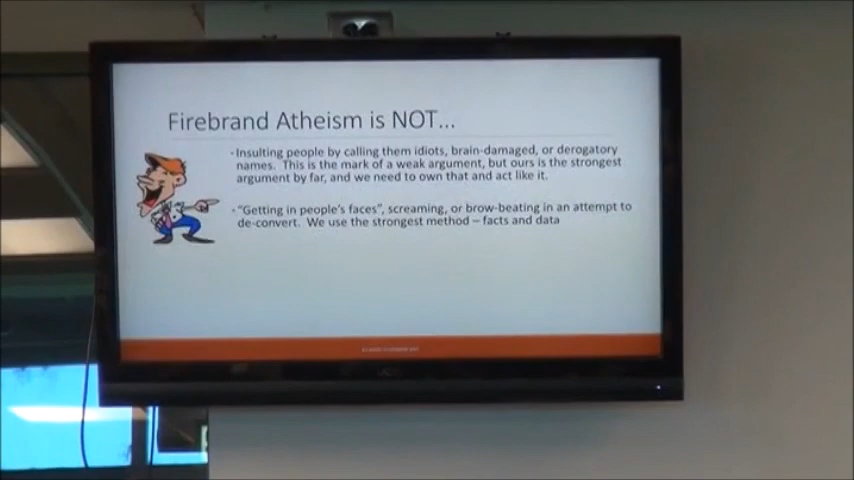 Firebrand Atheism is NOT...
- Insulting people by calling them idiots, brain-damaged, or derogatory
names. This is the mark of a weak argument, but ours is the strongest
argument by far, and we need to own that and act like it.
- "Getting in people's faces", screaming, or brow-beating in an attempt to
de-convert. We use the strongest method – facts and data